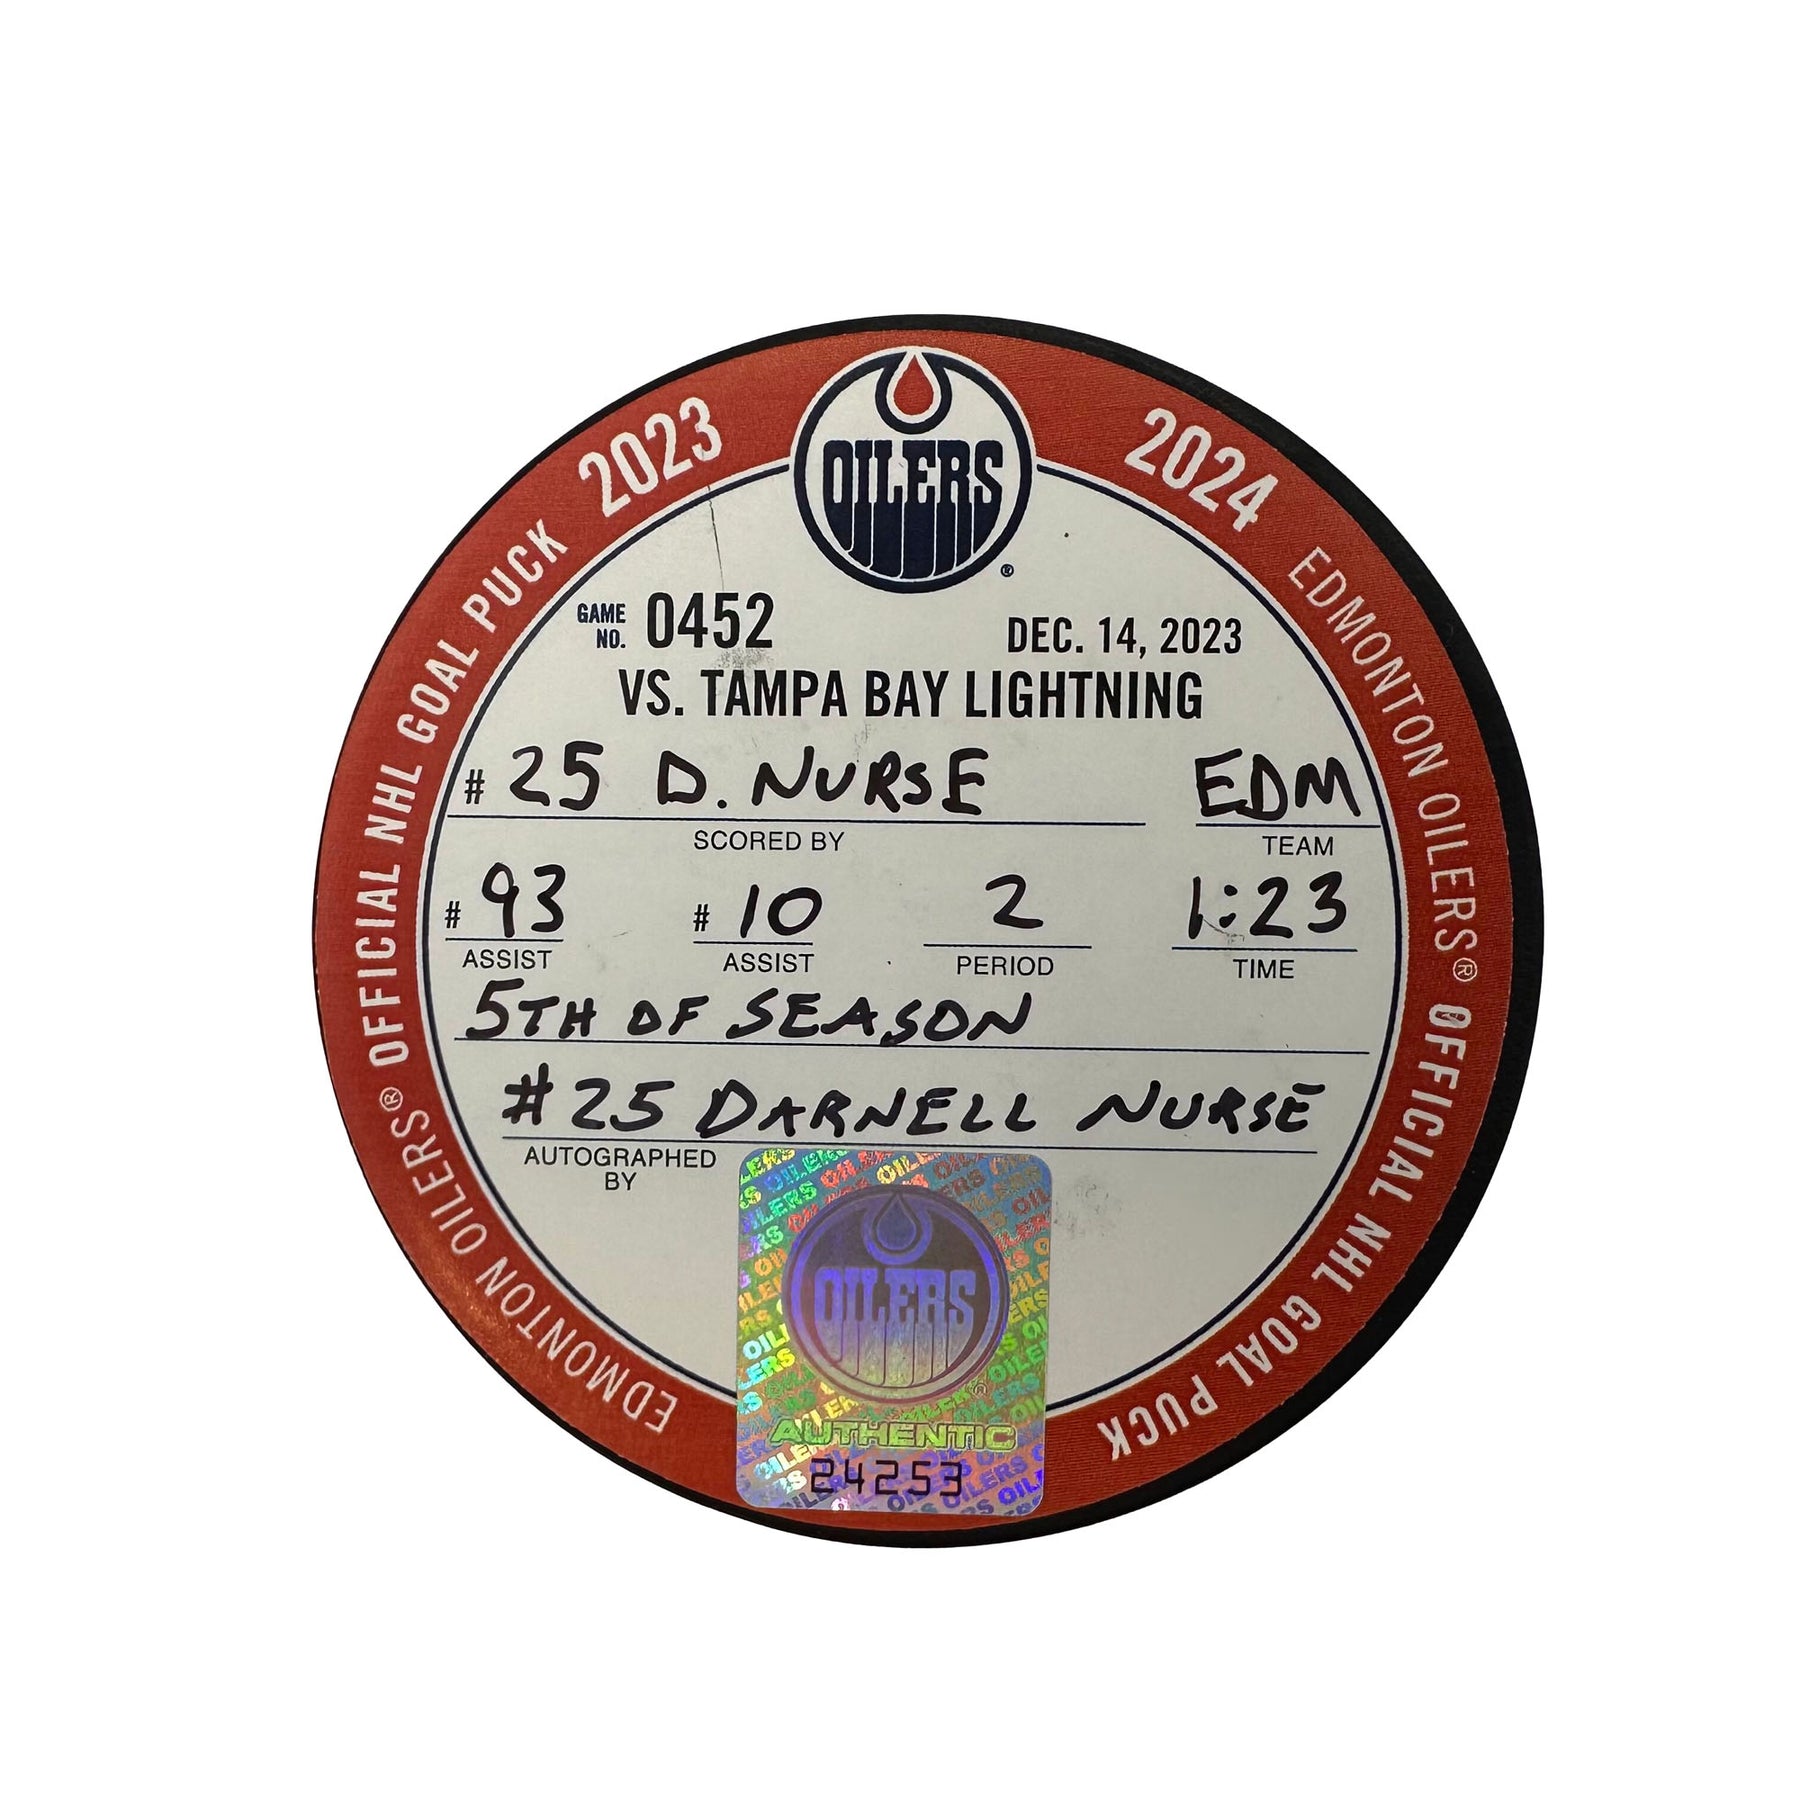 2023
2024
OILERS
®
OFFICIAL NHL GOAL PUCK
EDMONTON OILERS®
GAME NO. 0452
DEC. 14, 2023
VS. TAMPA BAY LIGHTNING
# 25 D. NURSE EDM
SCORED BY TEAM
# 93 # 10 2 1:23
ASSIST ASSIST PERIOD TIME
5TH OF SEASON
#25 DARNELL NURSE
AUTOGRAPHED
BY
OILERS
AUTHENTIC
24253
EDMONTON OILERS®
OFFICIAL NHL GOAL PUCK